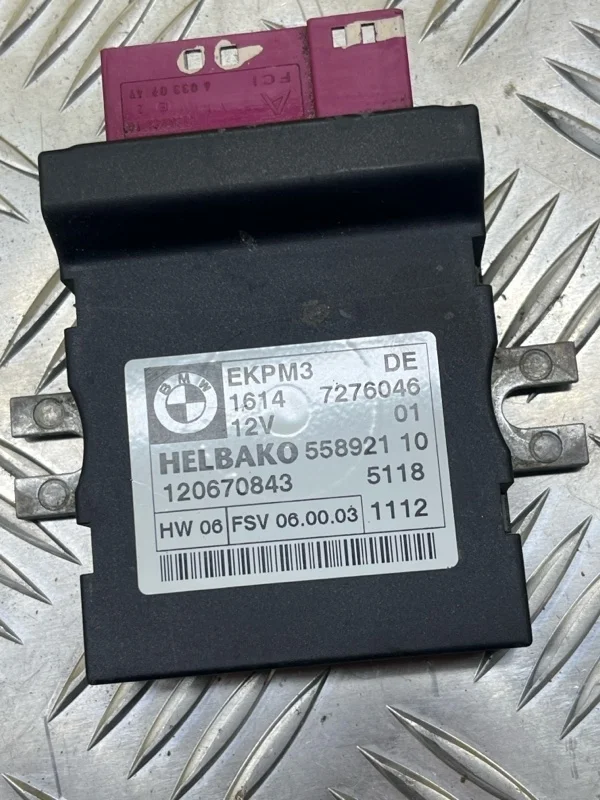 FCI
BMW
EKPM3 DE
1614 7276046
12V 01
HELBAKO 558921 10
120670843 5118
HW 06 FSV 06.00.03 1112